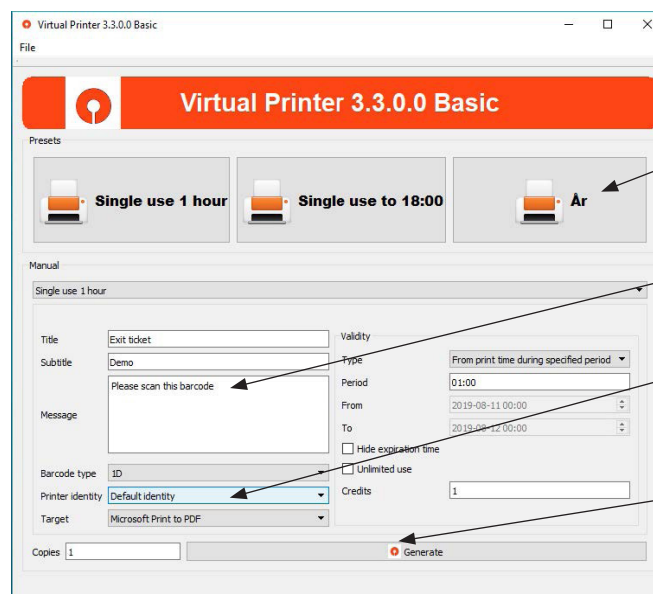 Virtual Printer 3.3.0.0 Basic
File
Virtual Printer 3.3.0.0 Basic
Presets
Single use 1 hour
Single use to 18:00
År
Manual
Single use 1 hour
Title
Exit ticket
Subtitle
Demo
Message
Please scan this barcode
Barcode type
1D
Printer identity
Default identity
Target
Microsoft Print to PDF
Validity
Type
From print time during specified period
Period
01:00
From
2019-08-11 00:00
To
2019-08-12 00:00
Hide expiration time
Unlimited use
Credits
1
Copies
1
Generate